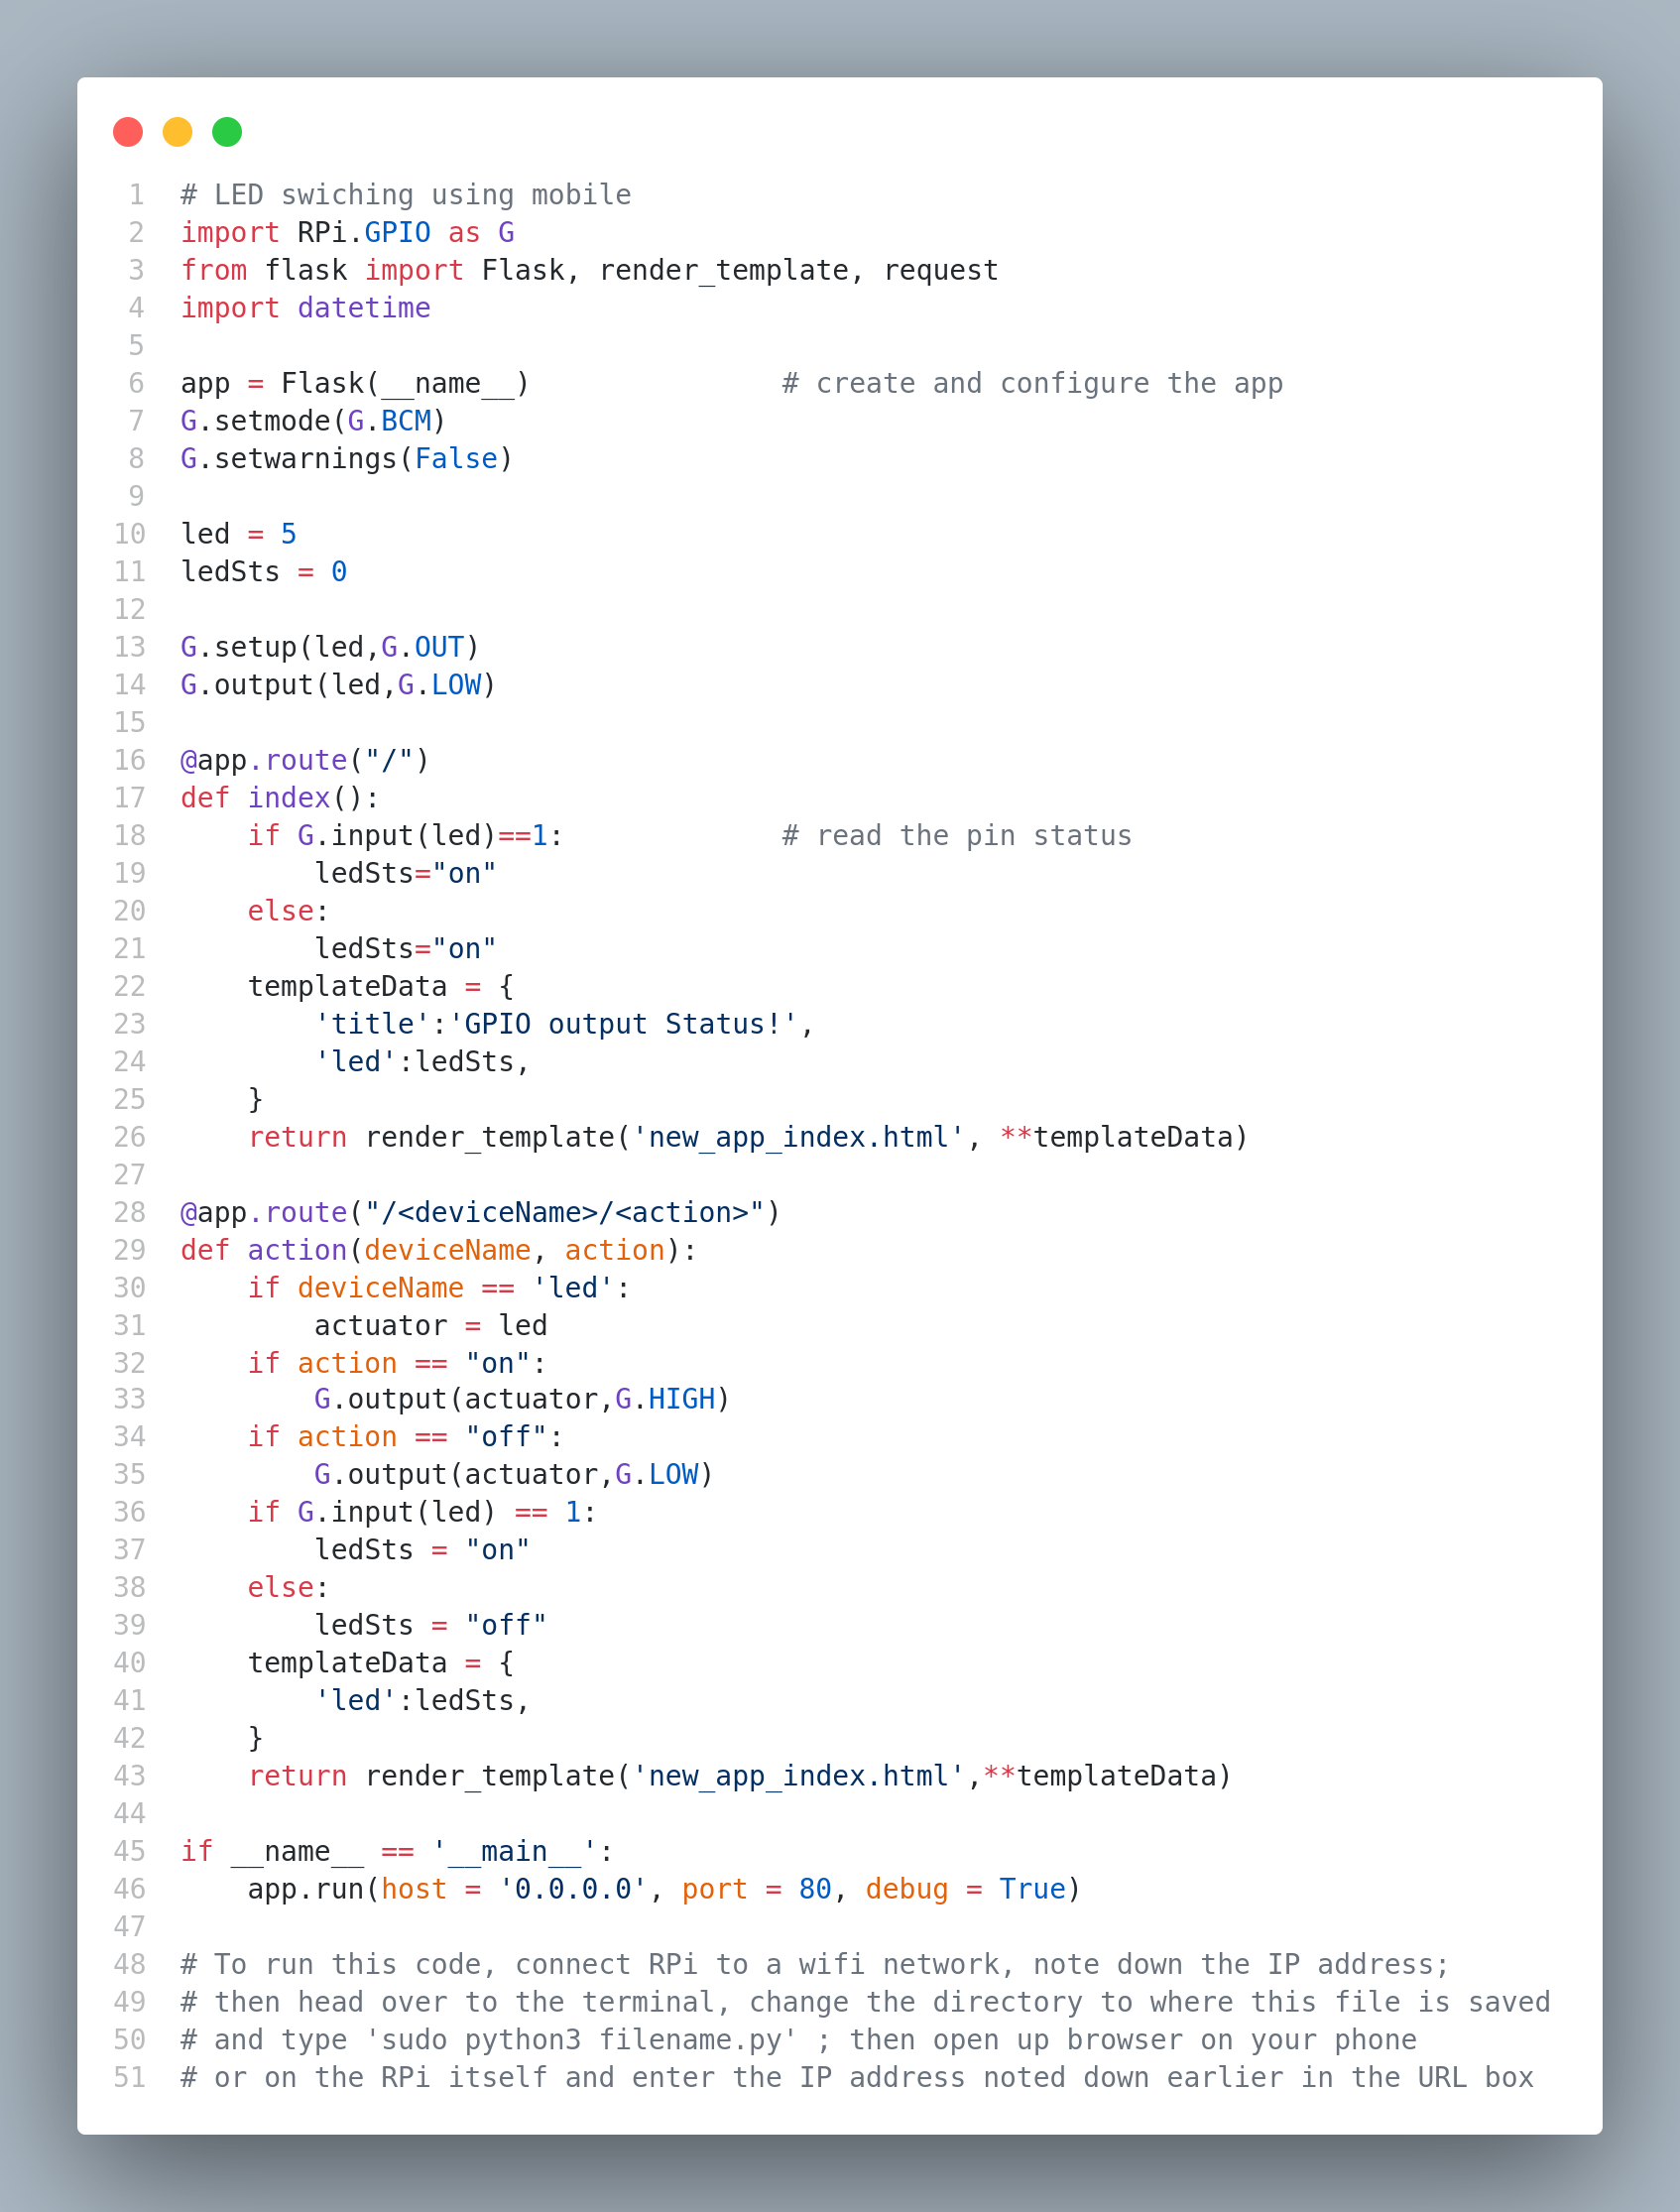 1 # LED swiching using mobile
2 import RPi.GPIO as G
3 from flask import Flask, render_template, request
4 import datetime
5
6 app = Flask(__name__)               # create and configure the app
7 G.setmode(G.BCM)
8 G.setwarnings(False)
9
10 led = 5
11 ledSts = 0
12
13 G.setup(led,G.OUT)
14 G.output(led,G.LOW)
15
16 @app.route("/")
17 def index():
18     if G.input(led)==1:             # read the pin status
19         ledSts="on"
20     else:
21         ledSts="on"
22     templateData = {
23         'title':'GPIO output Status!',
24         'led':ledSts,
25     }
26     return render_template('new_app_index.html', **templateData)
27
28 @app.route("/<deviceName>/<action>")
29 def action(deviceName, action):
30     if deviceName == 'led':
31         actuator = led
32     if action == "on":
33         G.output(actuator,G.HIGH)
34     if action == "off":
35         G.output(actuator,G.LOW)
36     if G.input(led) == 1:
37         ledSts = "on"
38     else:
39         ledSts = "off"
40     templateData = {
41         'led':ledSts,
42     }
43     return render_template('new_app_index.html',**templateData)
44
45 if __name__ == '__main__':
46     app.run(host = '0.0.0.0', port = 80, debug = True)
47
48 # To run this code, connect RPi to a wifi network, note down the IP address;
49 # then head over to the terminal, change the directory to where this file is saved
50 # and type 'sudo python3 filename.py' ; then open up browser on your phone
51 # or on the RPi itself and enter the IP address noted down earlier in the URL box